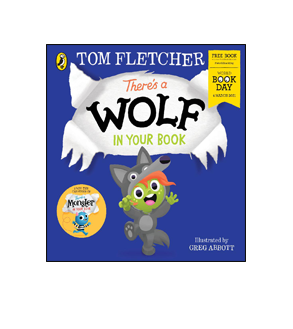 TOM FLETCHER
FREE BOOK
WORLD
BOOK
DAY
There's a
WOLF
IN YOUR BOOK
Monster
Illustrated by
GREG ABBOTT